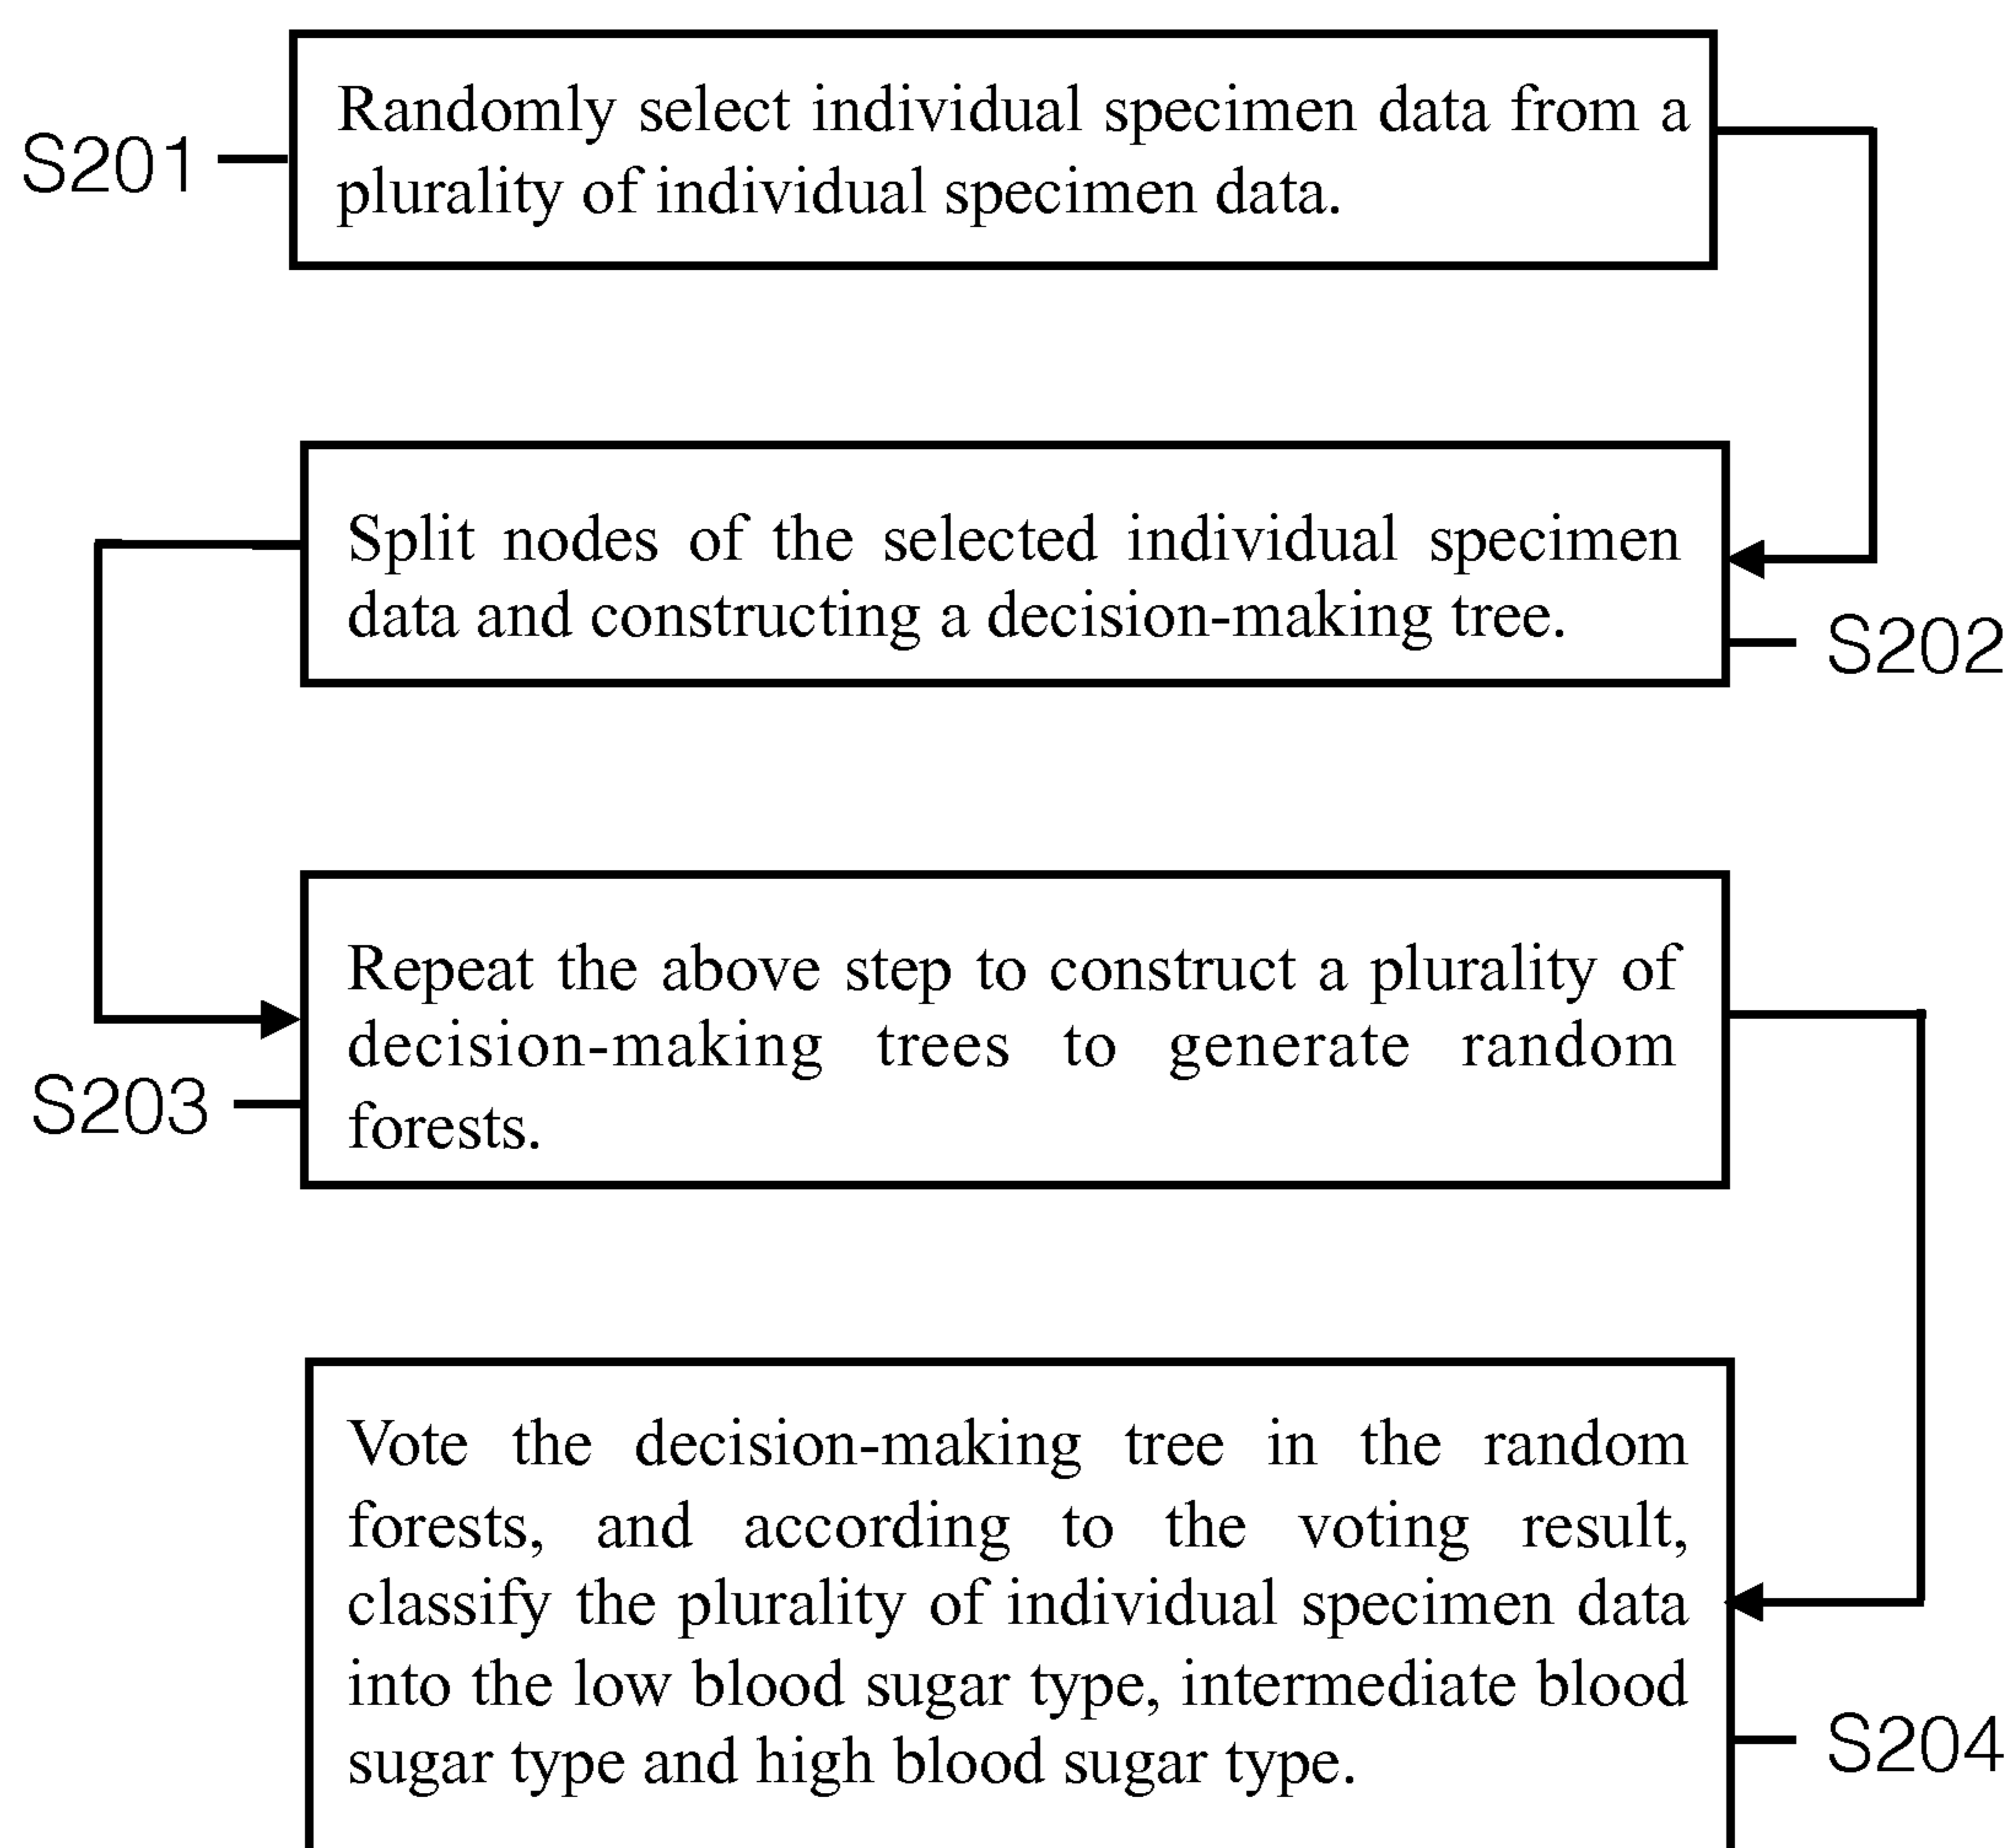 S201
Randomly select individual specimen data from a
plurality of individual specimen data.
Split nodes of the selected individual specimen
data and constructing a decision-making tree.
S202
Repeat the above step to construct a plurality of
decision-making trees to generate random
forests.
S203
Vote the decision-making tree in the random
forests, and according to the voting result,
classify the plurality of individual specimen data
into the low blood sugar type, intermediate blood
sugar type and high blood sugar type.
S204